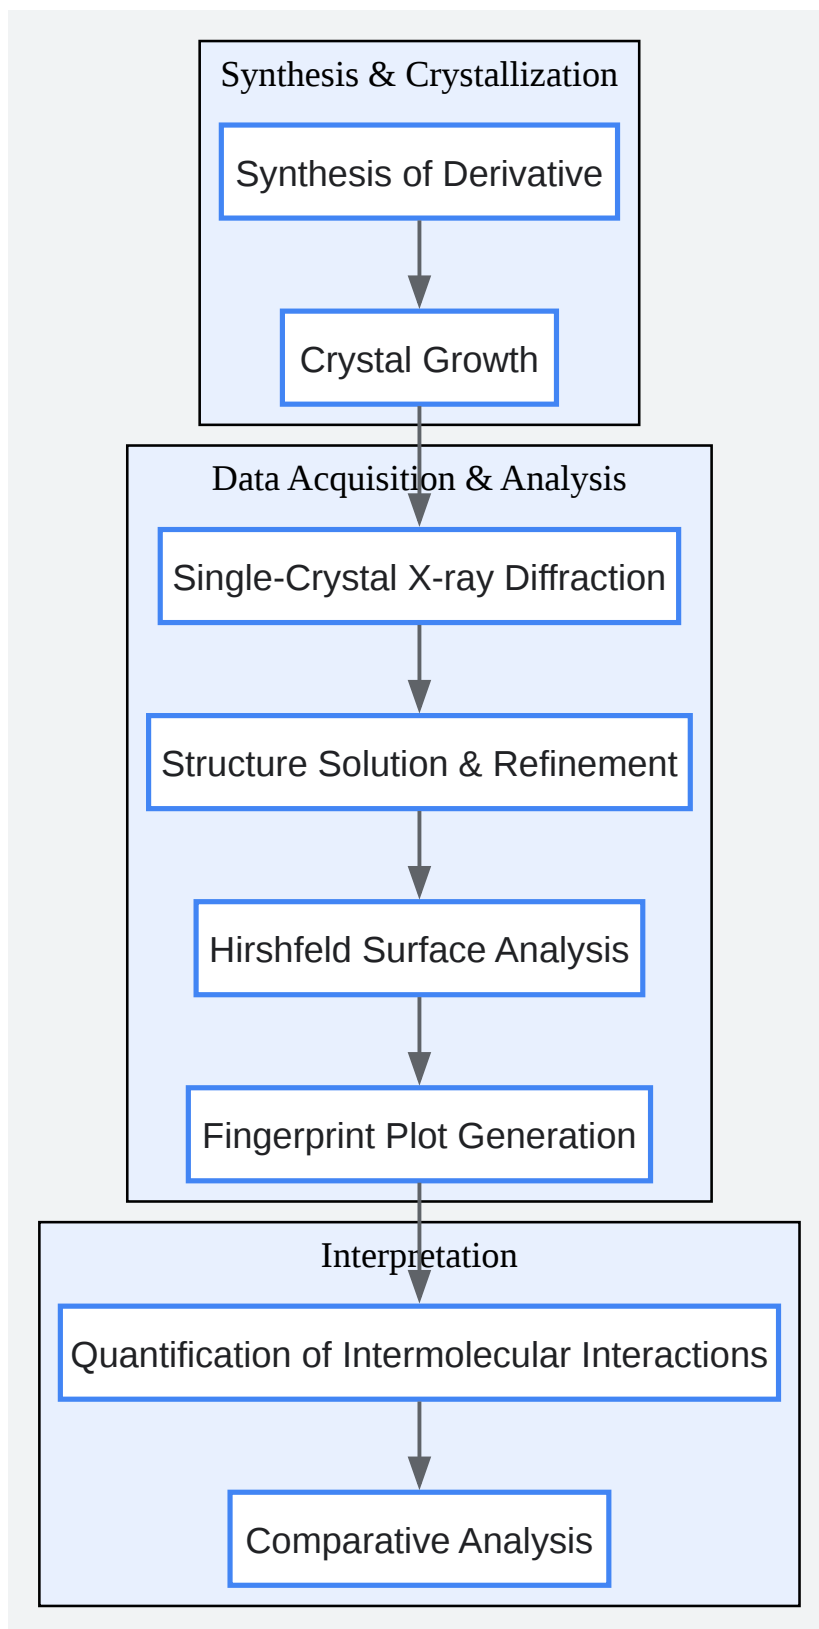 Synthesis & Crystallization
Synthesis of Derivative
Crystal Growth
Data Acquisition & Analysis
Single-Crystal X-ray Diffraction
Structure Solution & Refinement
Hirshfeld Surface Analysis
Fingerprint Plot Generation
Interpretation
Quantification of Intermolecular Interactions
Comparative Analysis